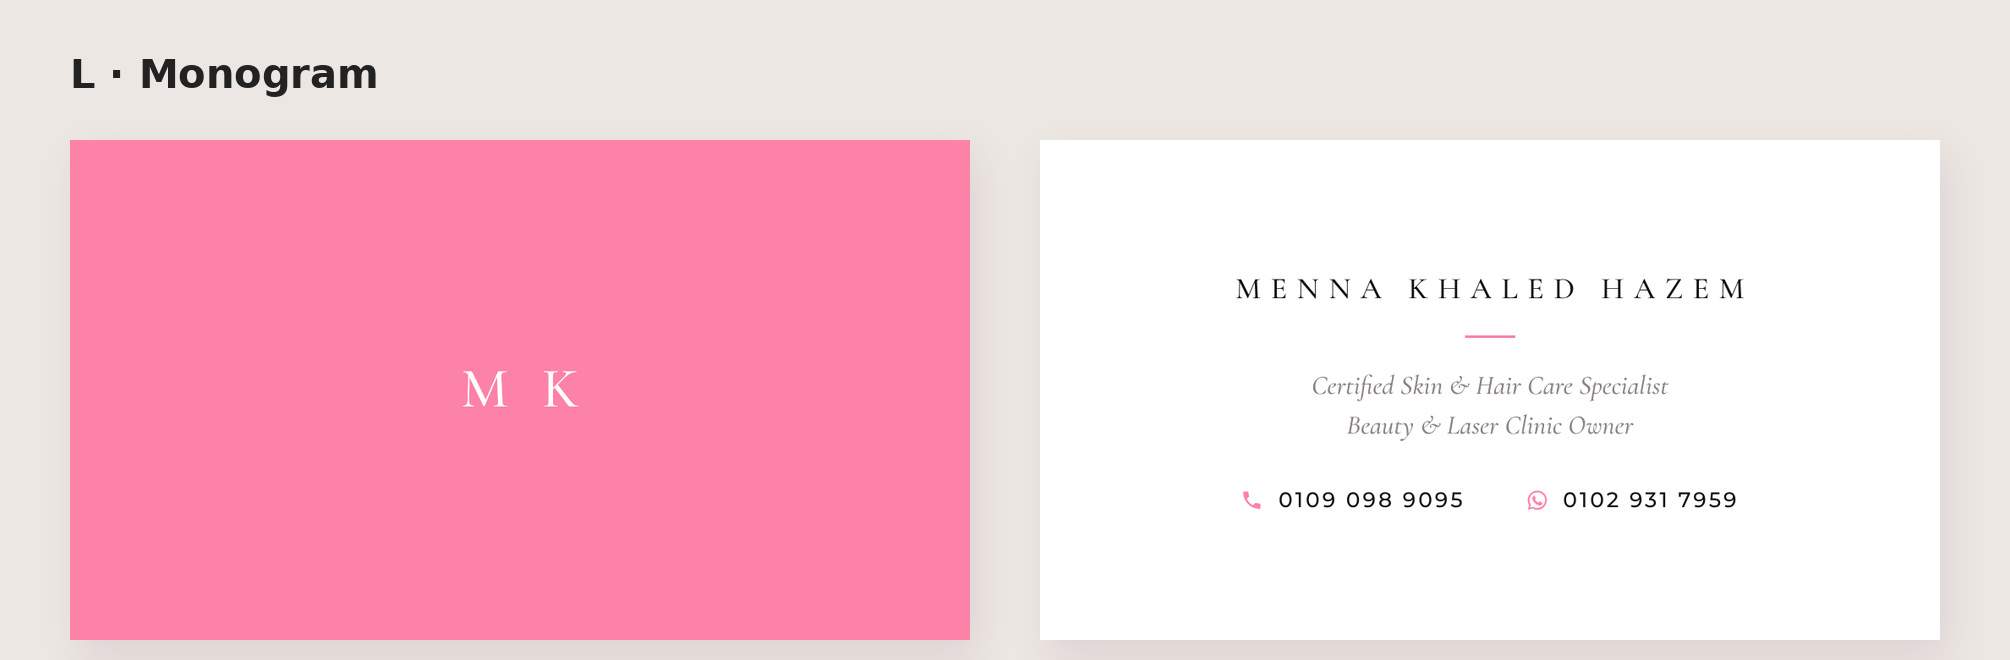 L · Monogram
M K
MENNA KHALED HAZEM
Certified Skin & Hair Care Specialist
Beauty & Laser Clinic Owner
0109 098 9095 0102 931 7959